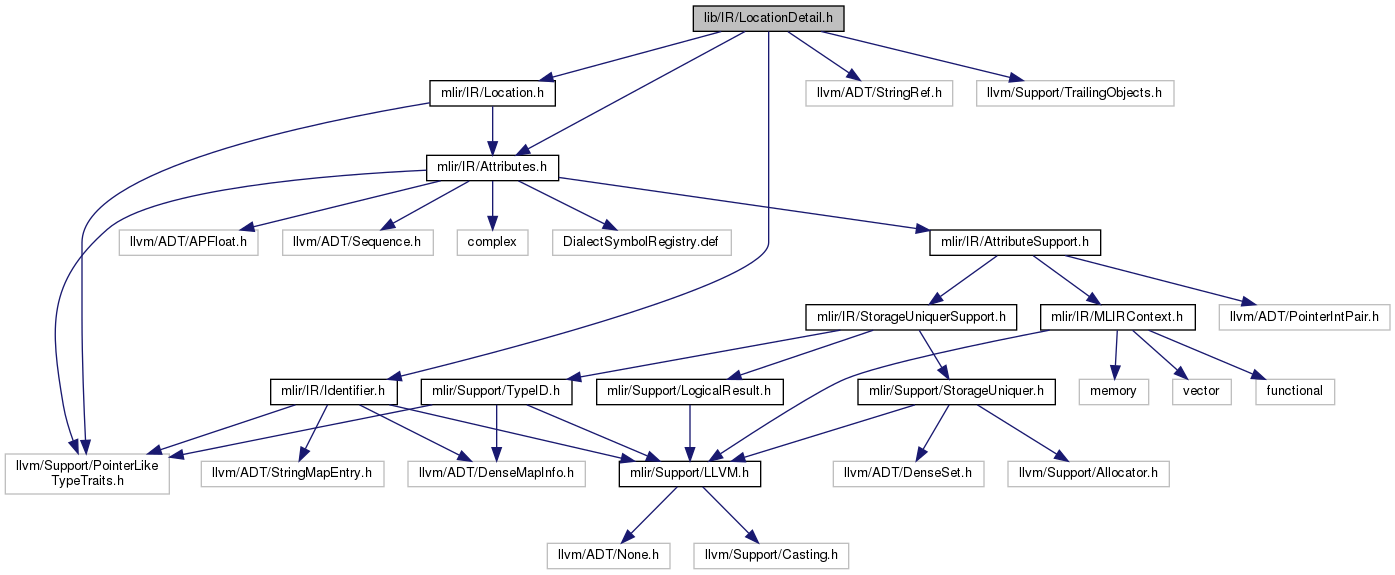 lib/IR/LocationDetail.h
mlir/IR/Location.h
llvm/ADT/StringRef.h
llvm/Support/TrailingObjects.h
mlir/IR/Attributes.h
llvm/ADT/APFloat.h
llvm/ADT/Sequence.h
complex
DialectSymbolRegistry.def
mlir/IR/AttributeSupport.h
mlir/IR/StorageUniquerSupport.h
mlir/IR/MLIRContext.h
llvm/ADT/PointerIntPair.h
mlir/IR/Identifier.h
mlir/Support/TypeID.h
mlir/Support/LogicalResult.h
mlir/Support/StorageUniquer.h
memory
vector
functional
llvm/Support/PointerLike
TypeTraits.h
llvm/ADT/StringMapEntry.h
llvm/ADT/DenseMapInfo.h
mlir/Support/LLVM.h
llvm/ADT/DenseSet.h
llvm/Support/Allocator.h
llvm/ADT/None.h
llvm/Support/Casting.h